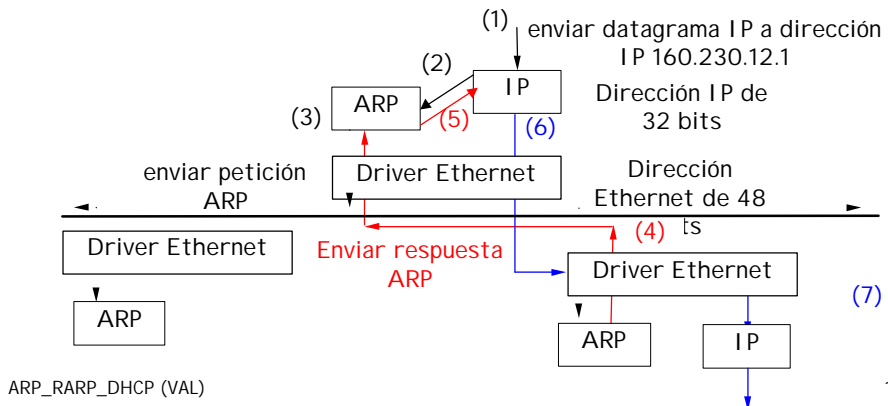 (1)
enviar datagrama IP a dirección
IP 160.230.12.1
(2)
IP
ARP
(3)
(5)
(6)
Dirección IP de
32 bits
enviar petición
ARP
Driver Ethernet
Dirección
Ethernet de 48
ts
Driver Ethernet
Enviar respuesta
ARP
(4)
Driver Ethernet
(7)
ARP
ARP
IP
ARP_RARP_DHCP (VAL)